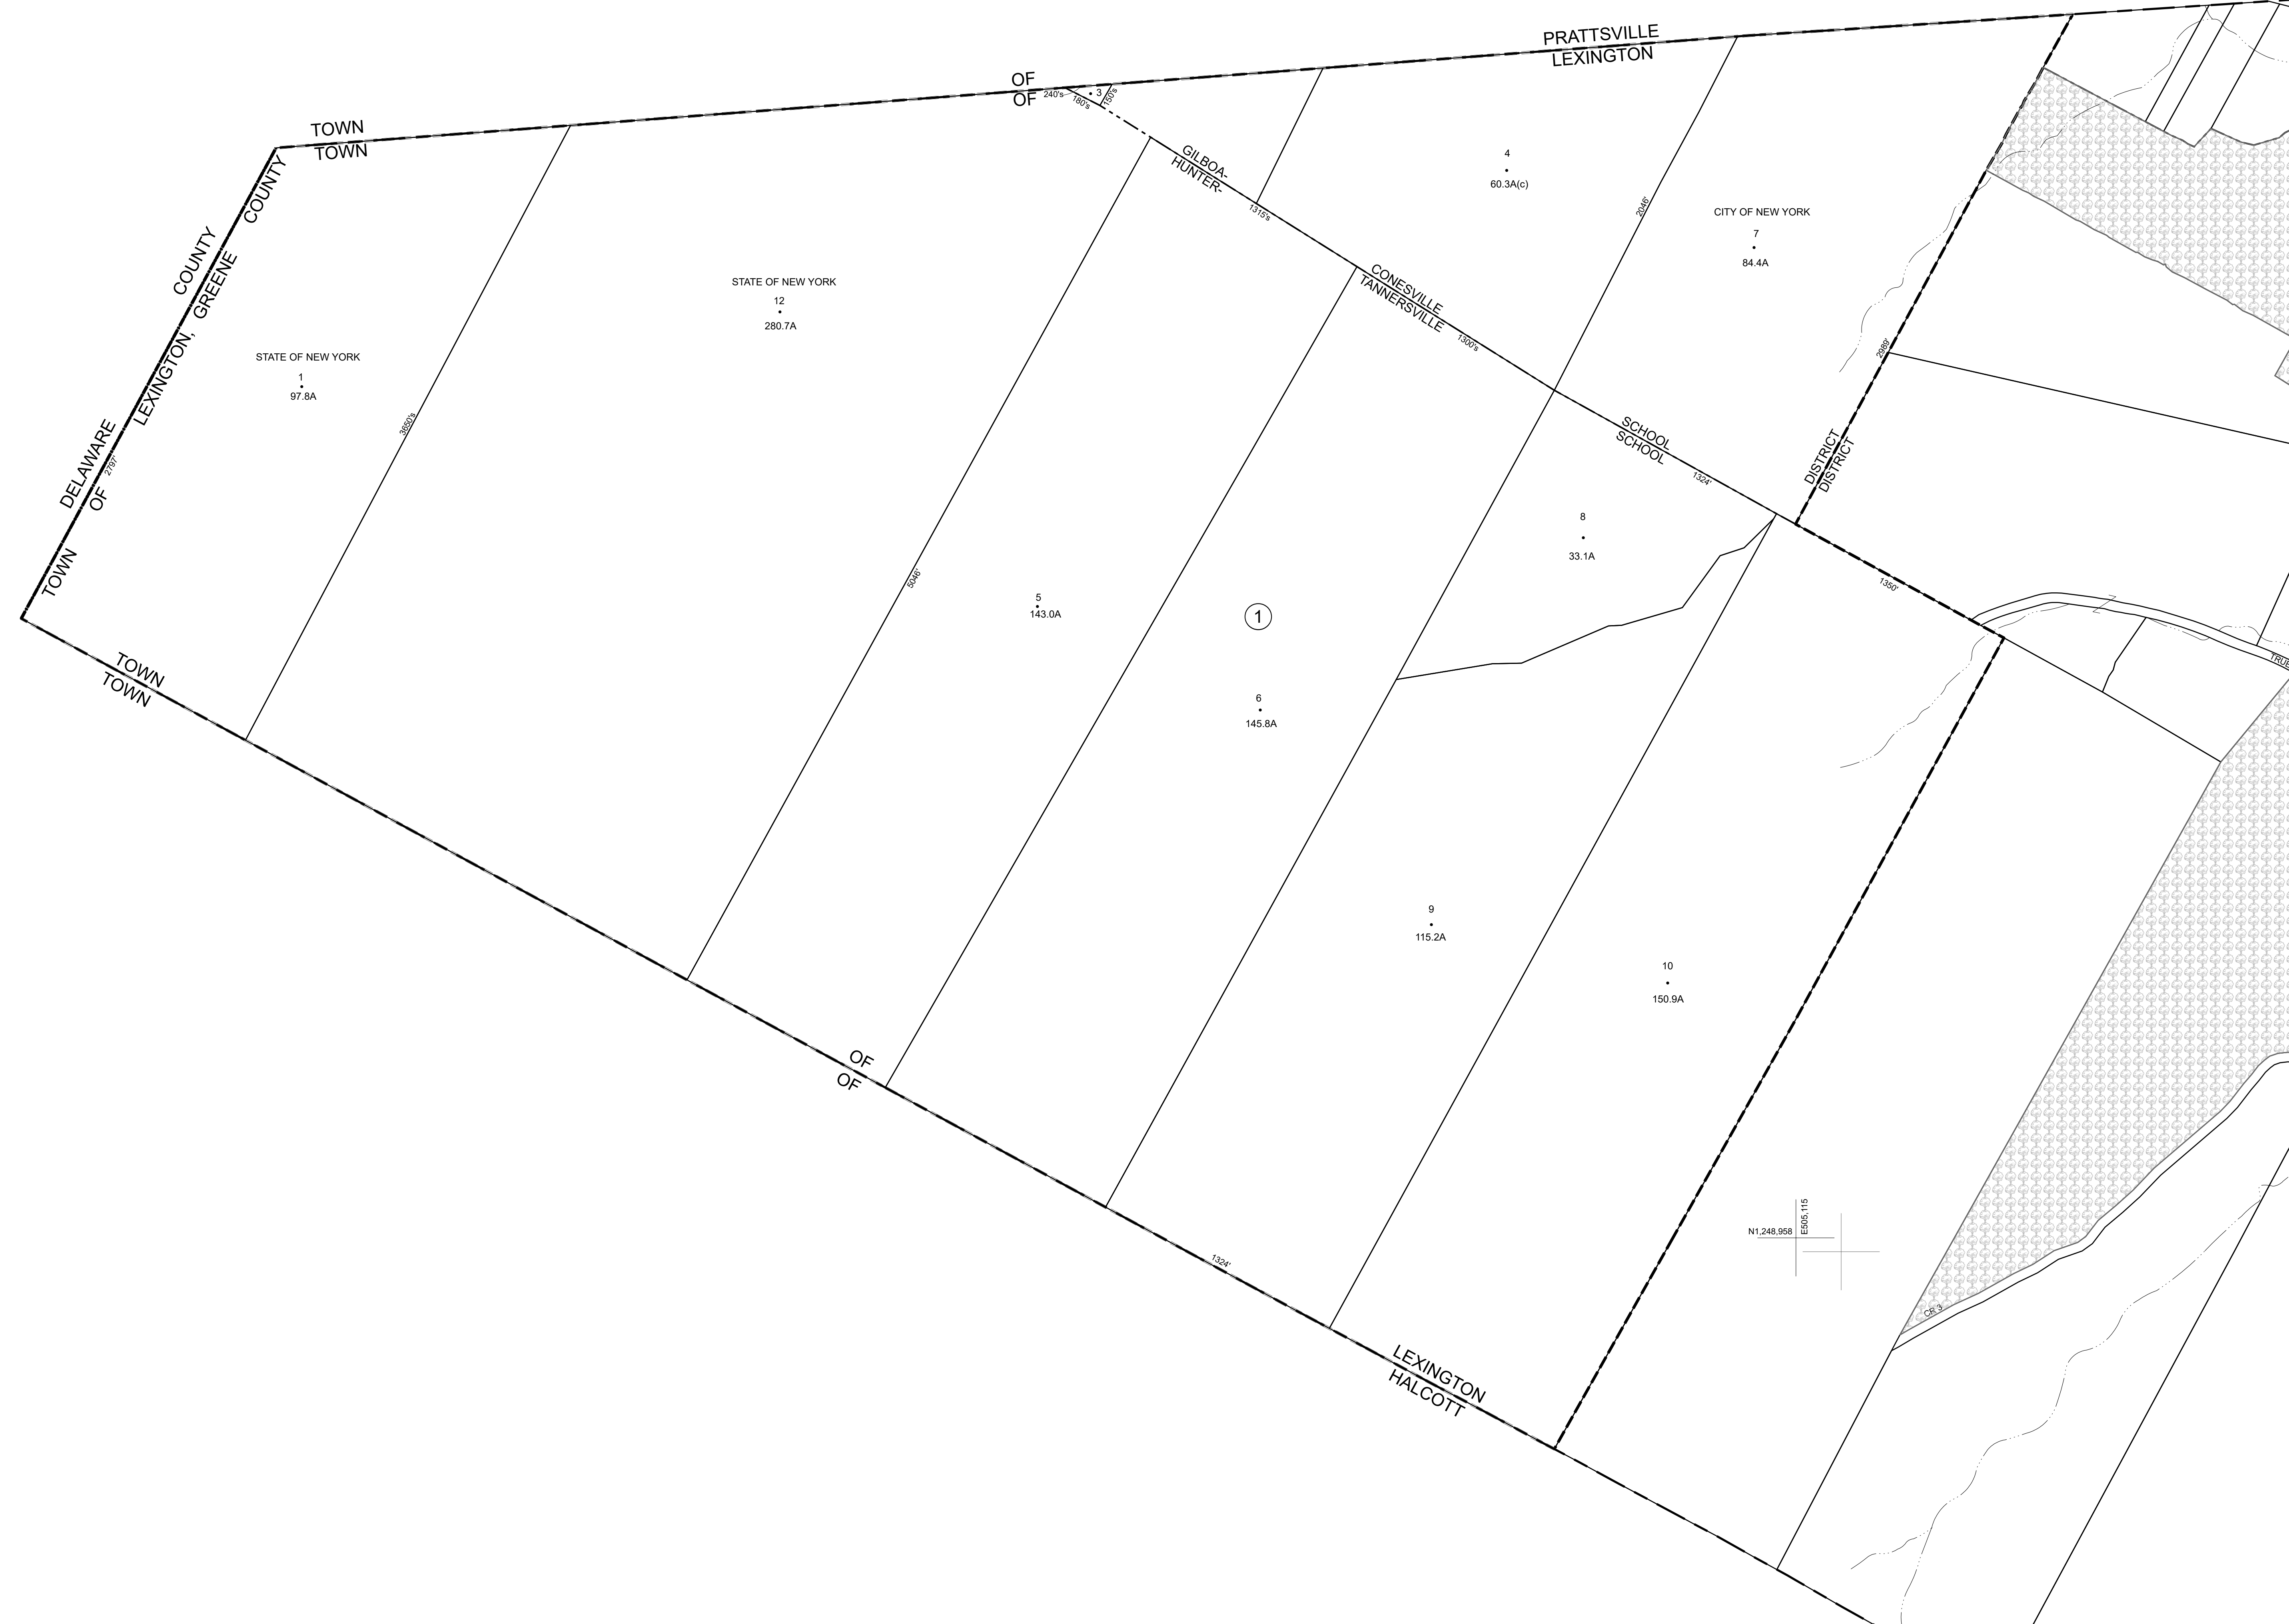 PRATTSVILLE
LEXINGTON
OF
OF
TOWN
TOWN
240's
180's
150's
3
COUNTY
COUNTY
GILBOA-
HUNTER-
1315's
4
60.3A(c)
2046'
CITY OF NEW YORK
7
84.4A
STATE OF NEW YORK
12
280.7A
STATE OF NEW YORK
1
97.8A
LEXINGTON, GREENE
DELAWARE
OF
2797'
TOWN
3650's
CONESVILLE
TANNERSVILLE
1300's
2989'
SCHOOL
SCHOOL
DISTRICT
DISTRICT
1324'
8
33.1A
1350'
5046'
5
143.0A
1
6
145.8A
TOWN
TOWN
9
115.2A
10
150.9A
OF
OF
N1,248,958
E505,115
1324'
CR 3
LEXINGTON
HALCOTT